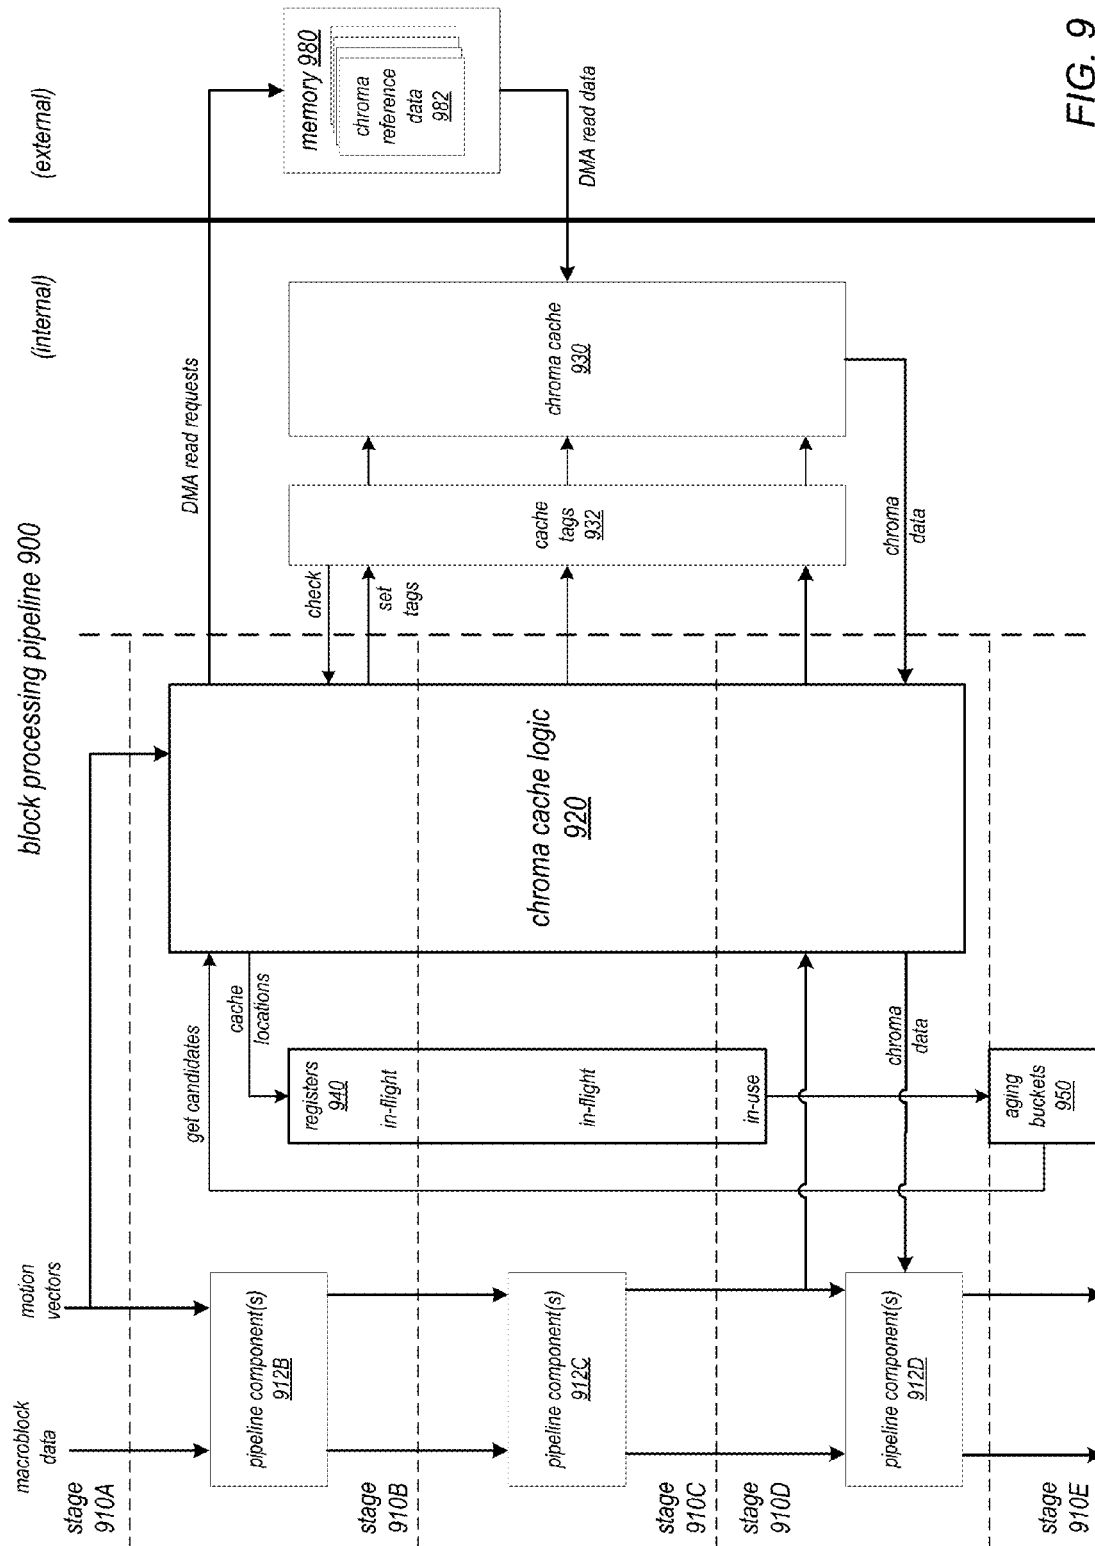 block processing pipeline 900
(internal)
(external)
macroblock
data
motion
vectors
stage
910A
pipeline component(s)
912B
get candidates
cache
locations
registers
940
in-flight
check
set
tags
DMA read requests
memory 980
chroma
reference
data
982
stage
910B
pipeline component(s)
912C
in-flight
chroma cache logic
920
cache
tags
932
chroma cache
930
DMA read data
stage
910C
stage
910D
in-use
pipeline component(s)
912D
chroma
data
chroma
data
stage
910E
aging
buckets
950
FIG. 9